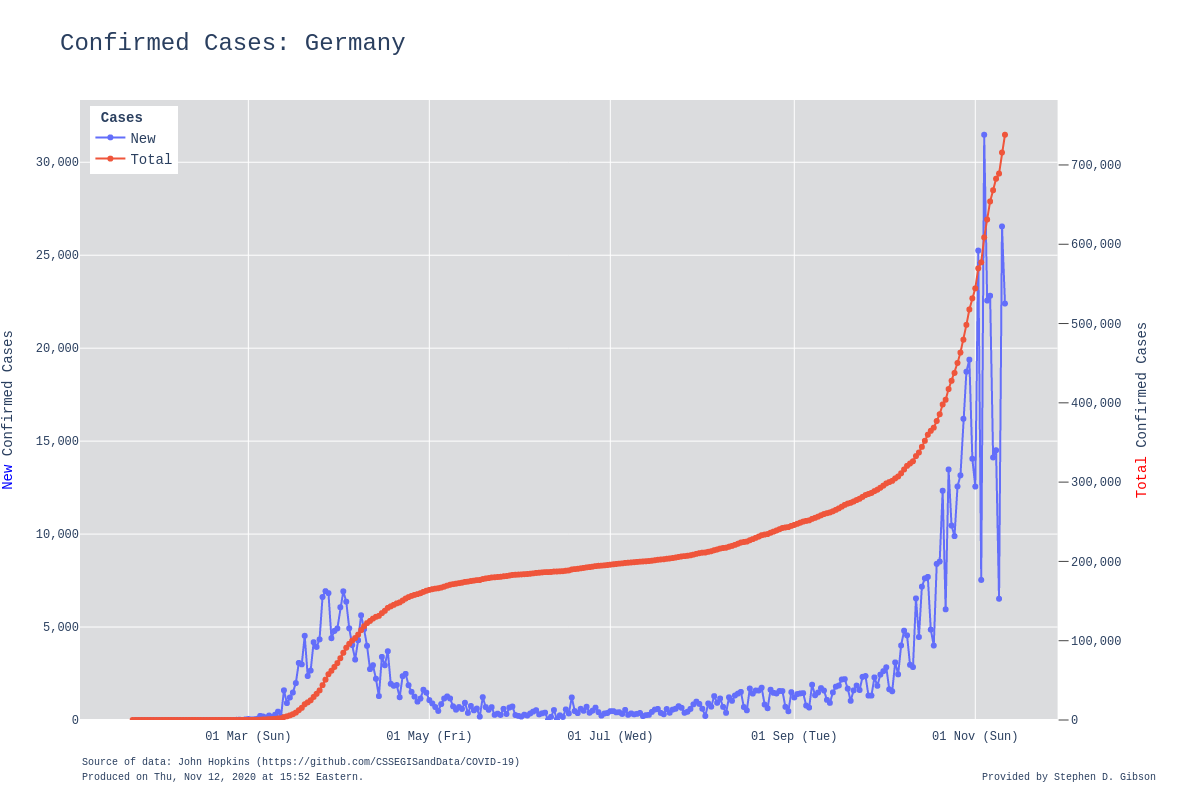 Confirmed Cases: Germany
Cases
New
Total
30,000
25,000
20,000
15,000
10,000
5,000
0
New Confirmed Cases
700,000
600,000
500,000
400,000
300,000
200,000
100,000
0
Total Confirmed Cases
01 Mar (Sun)
01 May (Fri)
01 Jul (Wed)
01 Sep (Tue)
01 Nov (Sun)
Source of data: John Hopkins (https://github.com/CSSEGISandData/COVID-19)
Produced on Thu, Nov 12, 2020 at 15:52 Eastern.
Provided by Stephen D. Gibson